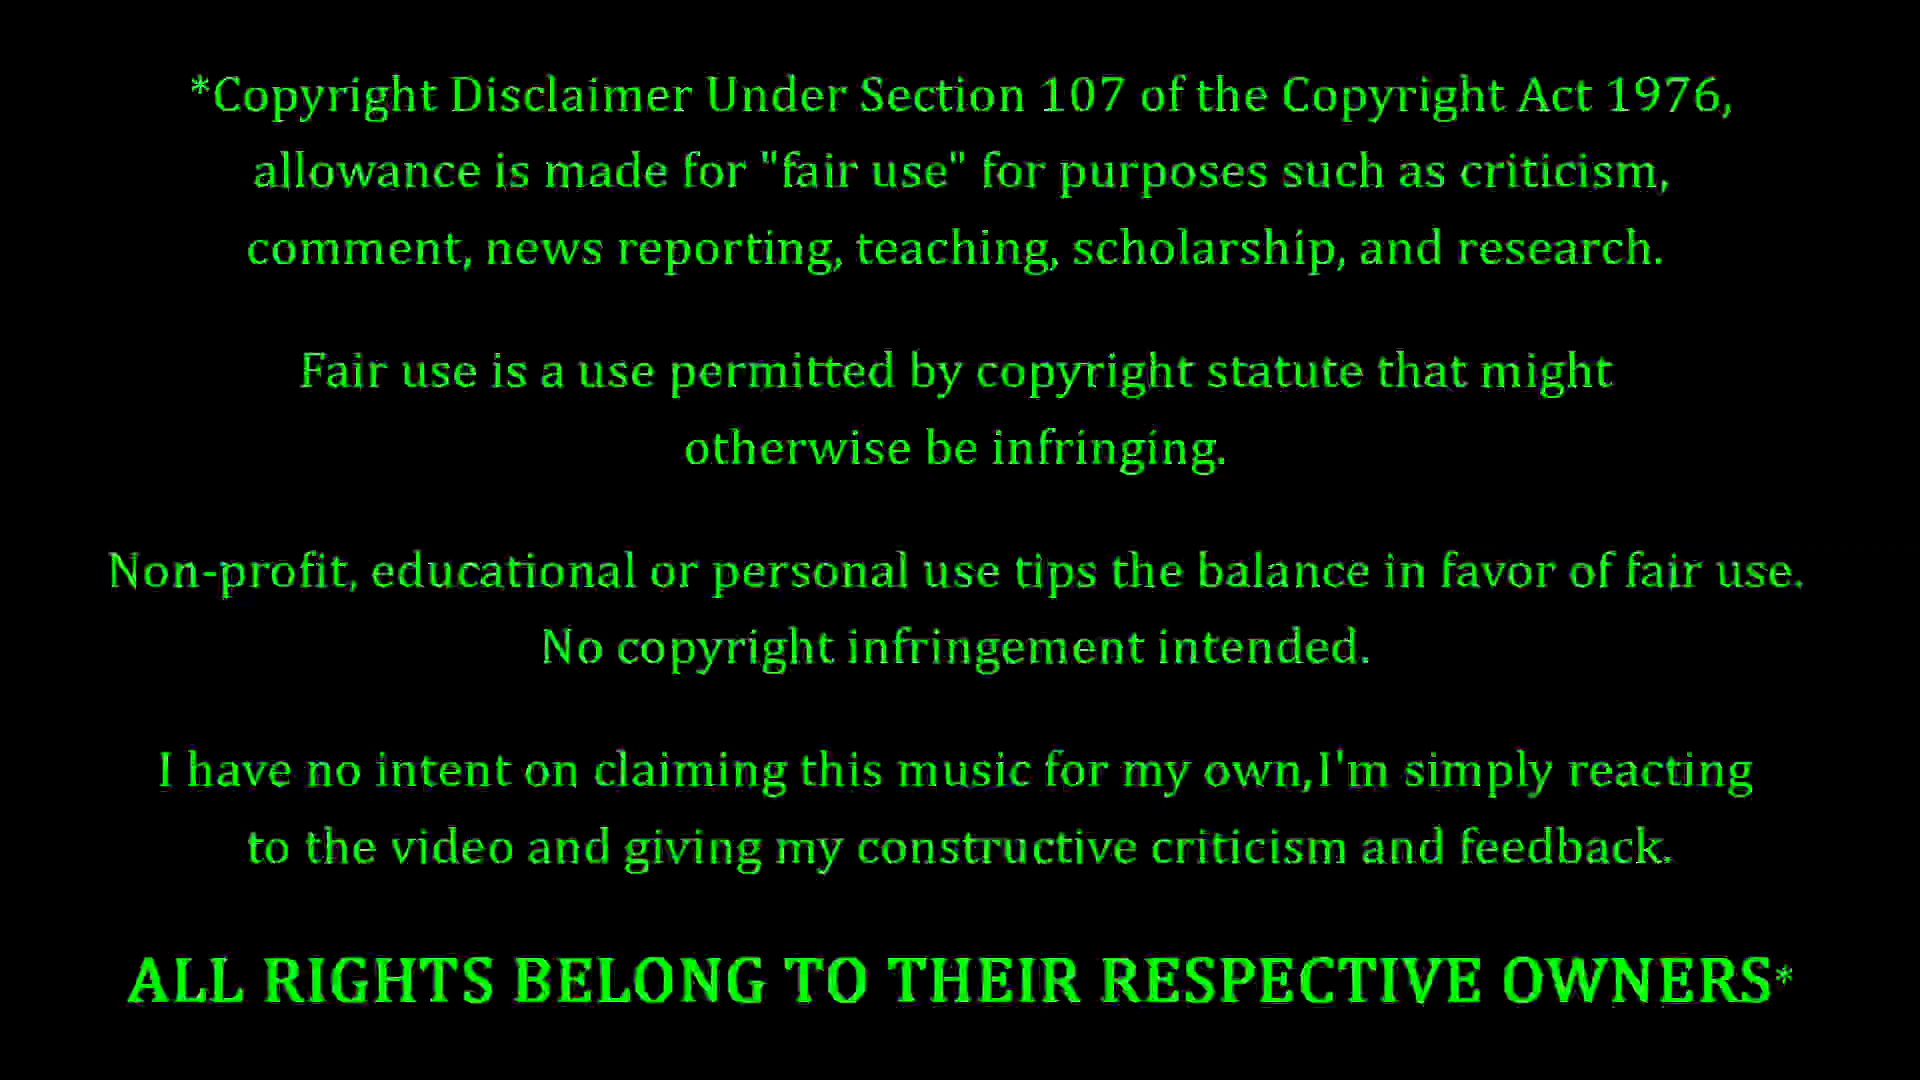 *Copyright Disclaimer Under Section 107 of the Copyright Act 1976,
allowance is made for "fair use" for purposes such as criticism,
comment, news reporting, teaching, scholarship, and research.
Fair use is a use permitted by copyright statute that might
otherwise be infringing.
Non-profit, educational or personal use tips the balance in favor of fair use.
No copyright infringement intended.
I have no intent on claiming this music for my own,I'm simply reacting
to the video and giving my constructive criticism and feedback.
ALL RIGHTS BELONG TO THEIR RESPECTIVE OWNERS*